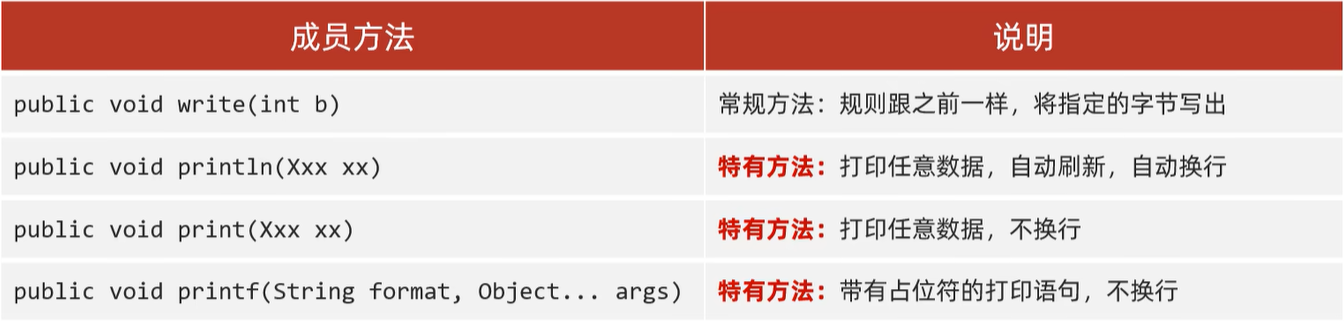 成员方法 说明
public void write(int b) 常规方法：规则跟之前一样，将指定的字节写出
public void println(Xxx xx) 特有方法：打印任意数据，自动刷新，自动换行
public void print(Xxx xx) 特有方法：打印任意数据，不换行
public void printf(String format, Object... args) 特有方法：带有占位符的打印语句，不换行